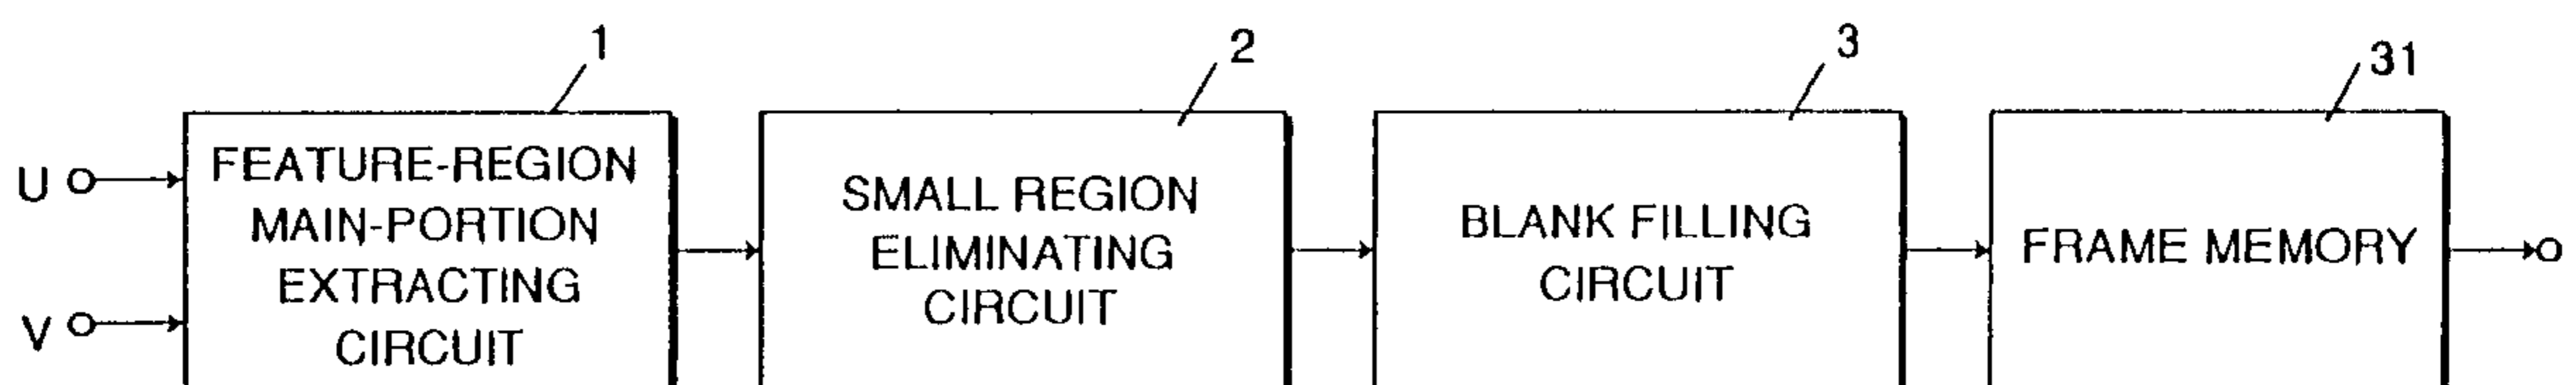 1
2
3
31
U
V
FEATURE-REGION
MAIN-PORTION
EXTRACTING
CIRCUIT
SMALL REGION
ELIMINATING
CIRCUIT
BLANK FILLING
CIRCUIT
FRAME MEMORY